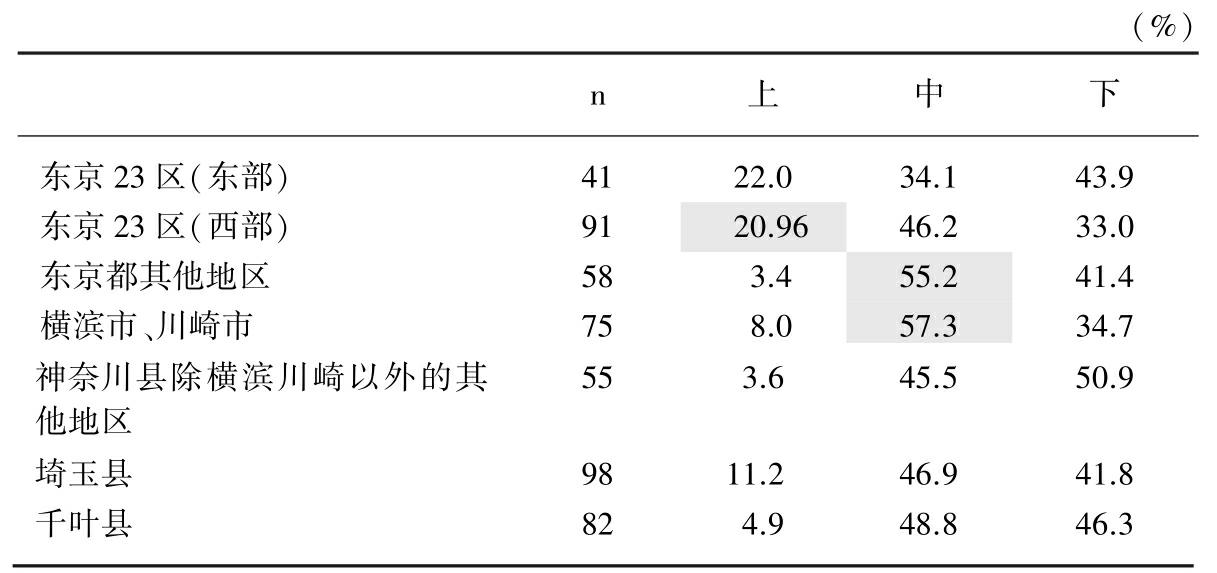 (%)
n 上 中 下
东京 23 区(东部) 41 22.0 34.1 43.9
东京 23 区(西部) 91 20.96 46.2 33.0
东京都其他地区 58 3.4 55.2 41.4
横滨市、川崎市 75 8.0 57.3 34.7
神奈川县除横滨川崎以外的其 55 3.6 45.5 50.9
他地区
埼玉县 98 11.2 46.9 41.8
千叶县 82 4.9 48.8 46.3